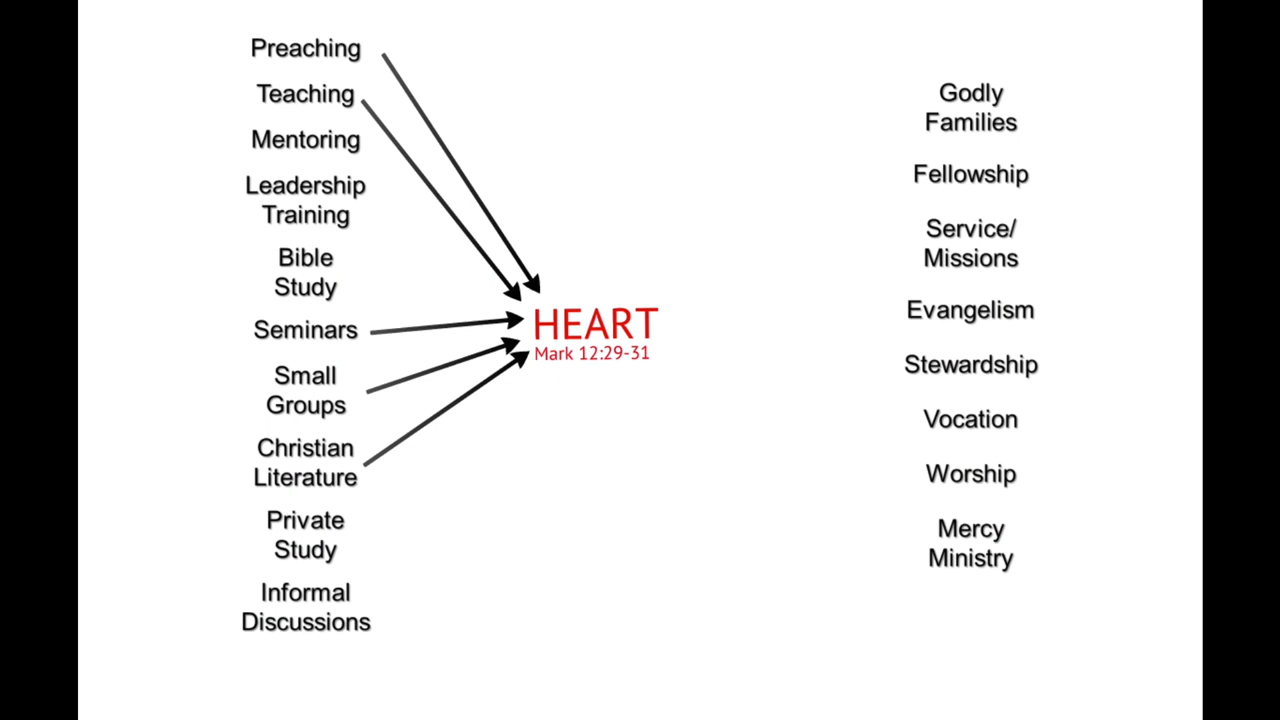 Preaching
Teaching
Mentoring
Leadership
Training
Bible
Study
Seminars
Small
Groups
Christian
Literature
Private
Study
Informal
Discussions
HEART
Mark 12:29-31
Godly
Families
Fellowship
Service/
Missions
Evangelism
Stewardship
Vocation
Worship
Mercy
Ministry